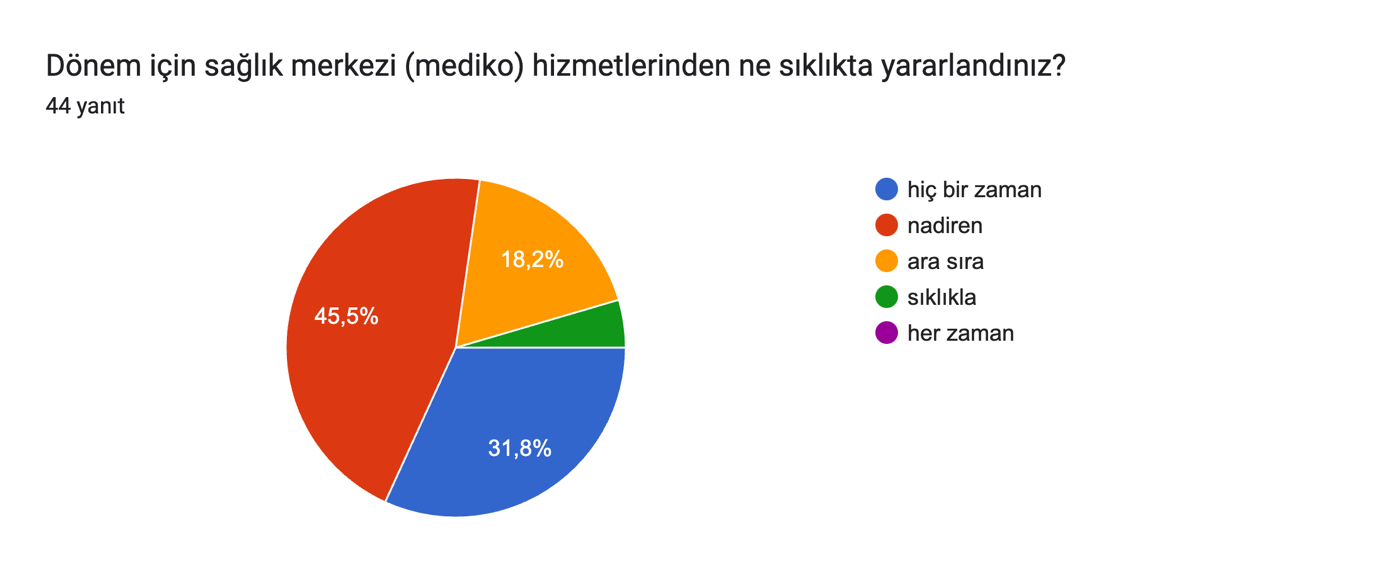 Dönem için sağlık merkezi (mediko) hizmetlerinden ne sıklıkta yararlandınız?
44 yanıt
hiç bir zaman
nadiren
ara sıra
sıklıkla
her zaman
18,2%
45,5%
31,8%